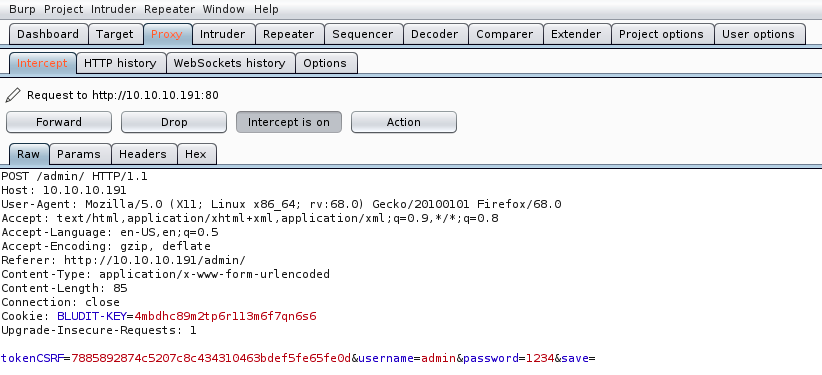 Burp Project Intruder Repeater Window Help
Dashboard Target Proxy Intruder Repeater Sequencer Decoder Comparer Extender Project options User options
Intercept HTTP history WebSockets history Options
Request to http://10.10.10.191:80
Forward Drop Intercept is on Action
Raw Params Headers Hex
POST /admin/ HTTP/1.1
Host: 10.10.10.191
User-Agent: Mozilla/5.0 (X11; Linux x86_64; rv:68.0) Gecko/20100101 Firefox/68.0
Accept: text/html,application/xhtml+xml,application/xml;q=0.9,*/*;q=0.8
Accept-Language: en-US,en;q=0.5
Accept-Encoding: gzip, deflate
Referer: http://10.10.10.191/admin/
Content-Type: application/x-www-form-urlencoded
Content-Length: 85
Connection: close
Cookie: BLUDIT-KEY=4mbdhc89m2tp6r113m6f7qn6s6
Upgrade-Insecure-Requests: 1
tokenCSRF=7885892874c5207c8c434310463bdef5fe65fe0d&username=admin&password=1234&save=